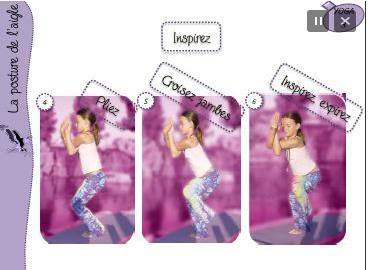 La posture de l'aigle
Inspirez
4
Pliez
5
Croisez jambes
6
Inspirez expirez